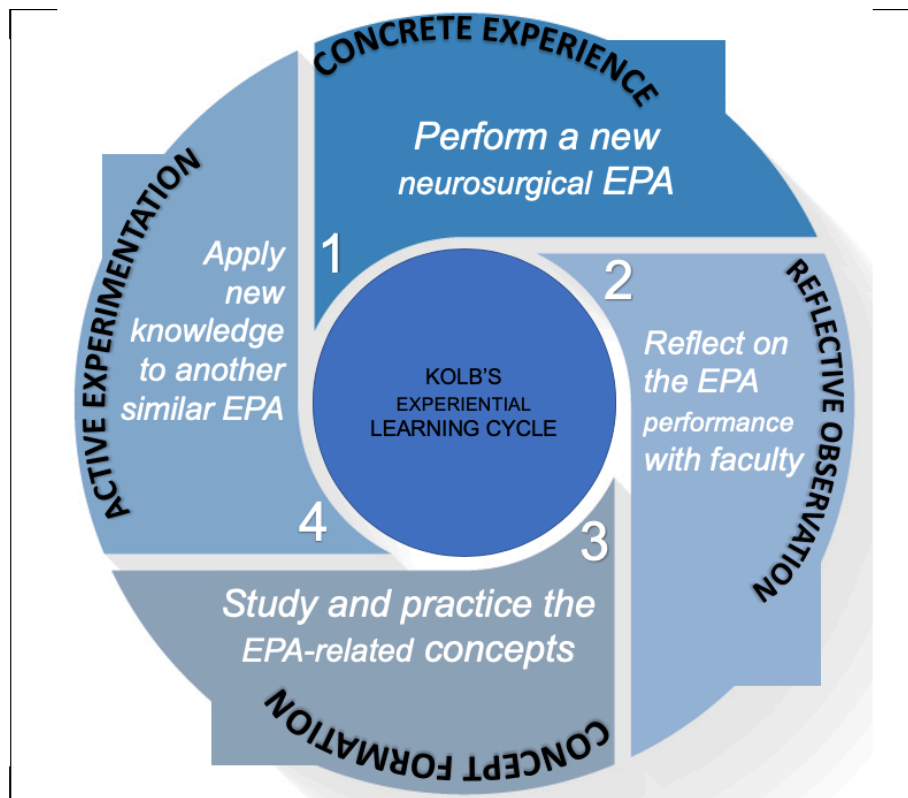 CONCRETE EXPERIENCE
Perform a new
neurosurgical EPA
1
2
REFLECTIVE OBSERVATION
Reflect on
the EPA
performance
with faculty
KOLB'S
EXPERIENTIAL
LEARNING CYCLE
3
Study and practice the
EPA-related concepts
CONCEPT FORMATION
4
ACTIVE EXPERIMENTATION
Apply
new
knowledge
to another
similar EPA